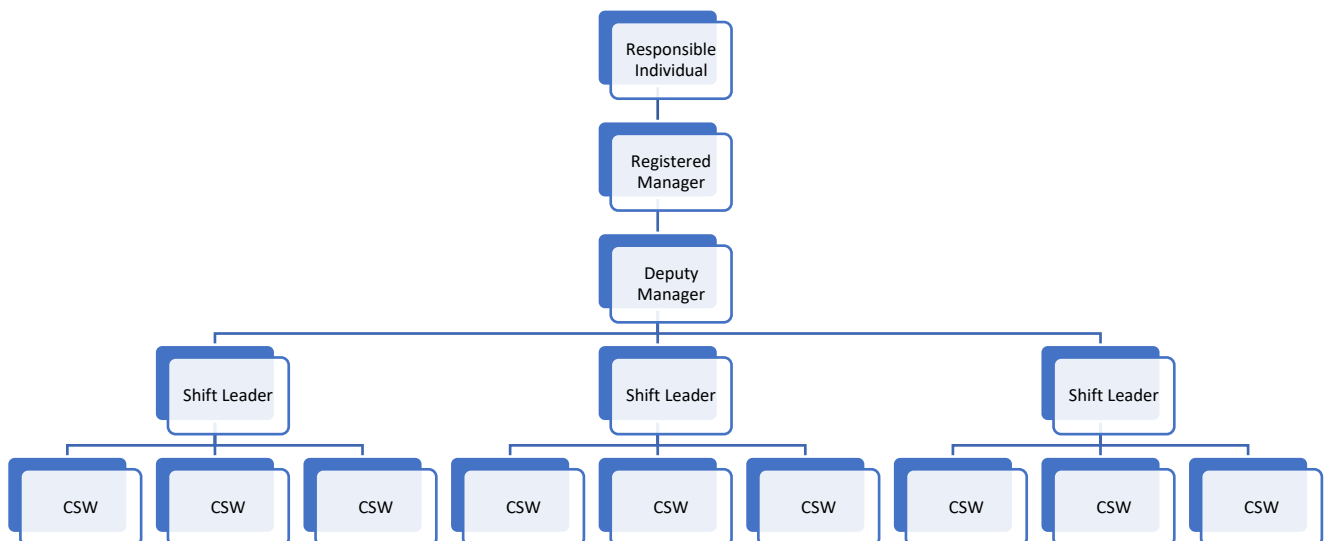 Responsible
Individual
Registered
Manager
Deputy
Manager
Shift Leader
Shift Leader
Shift Leader
CSW
CSW
CSW
CSW
CSW
CSW
CSW
CSW
CSW